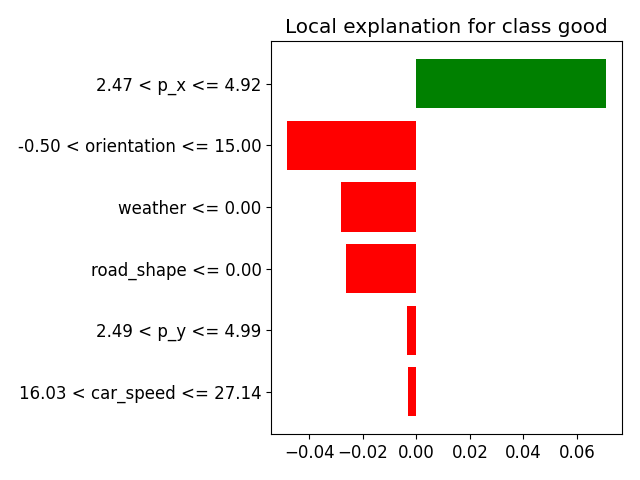 Local explanation for class good
2.47 < p_x <= 4.92
-0.50 < orientation <= 15.00
weather <= 0.00
road_shape <= 0.00
2.49 < p_y <= 4.99
16.03 < car_speed <= 27.14
−0.04 −0.02 0.00 0.02 0.04 0.06